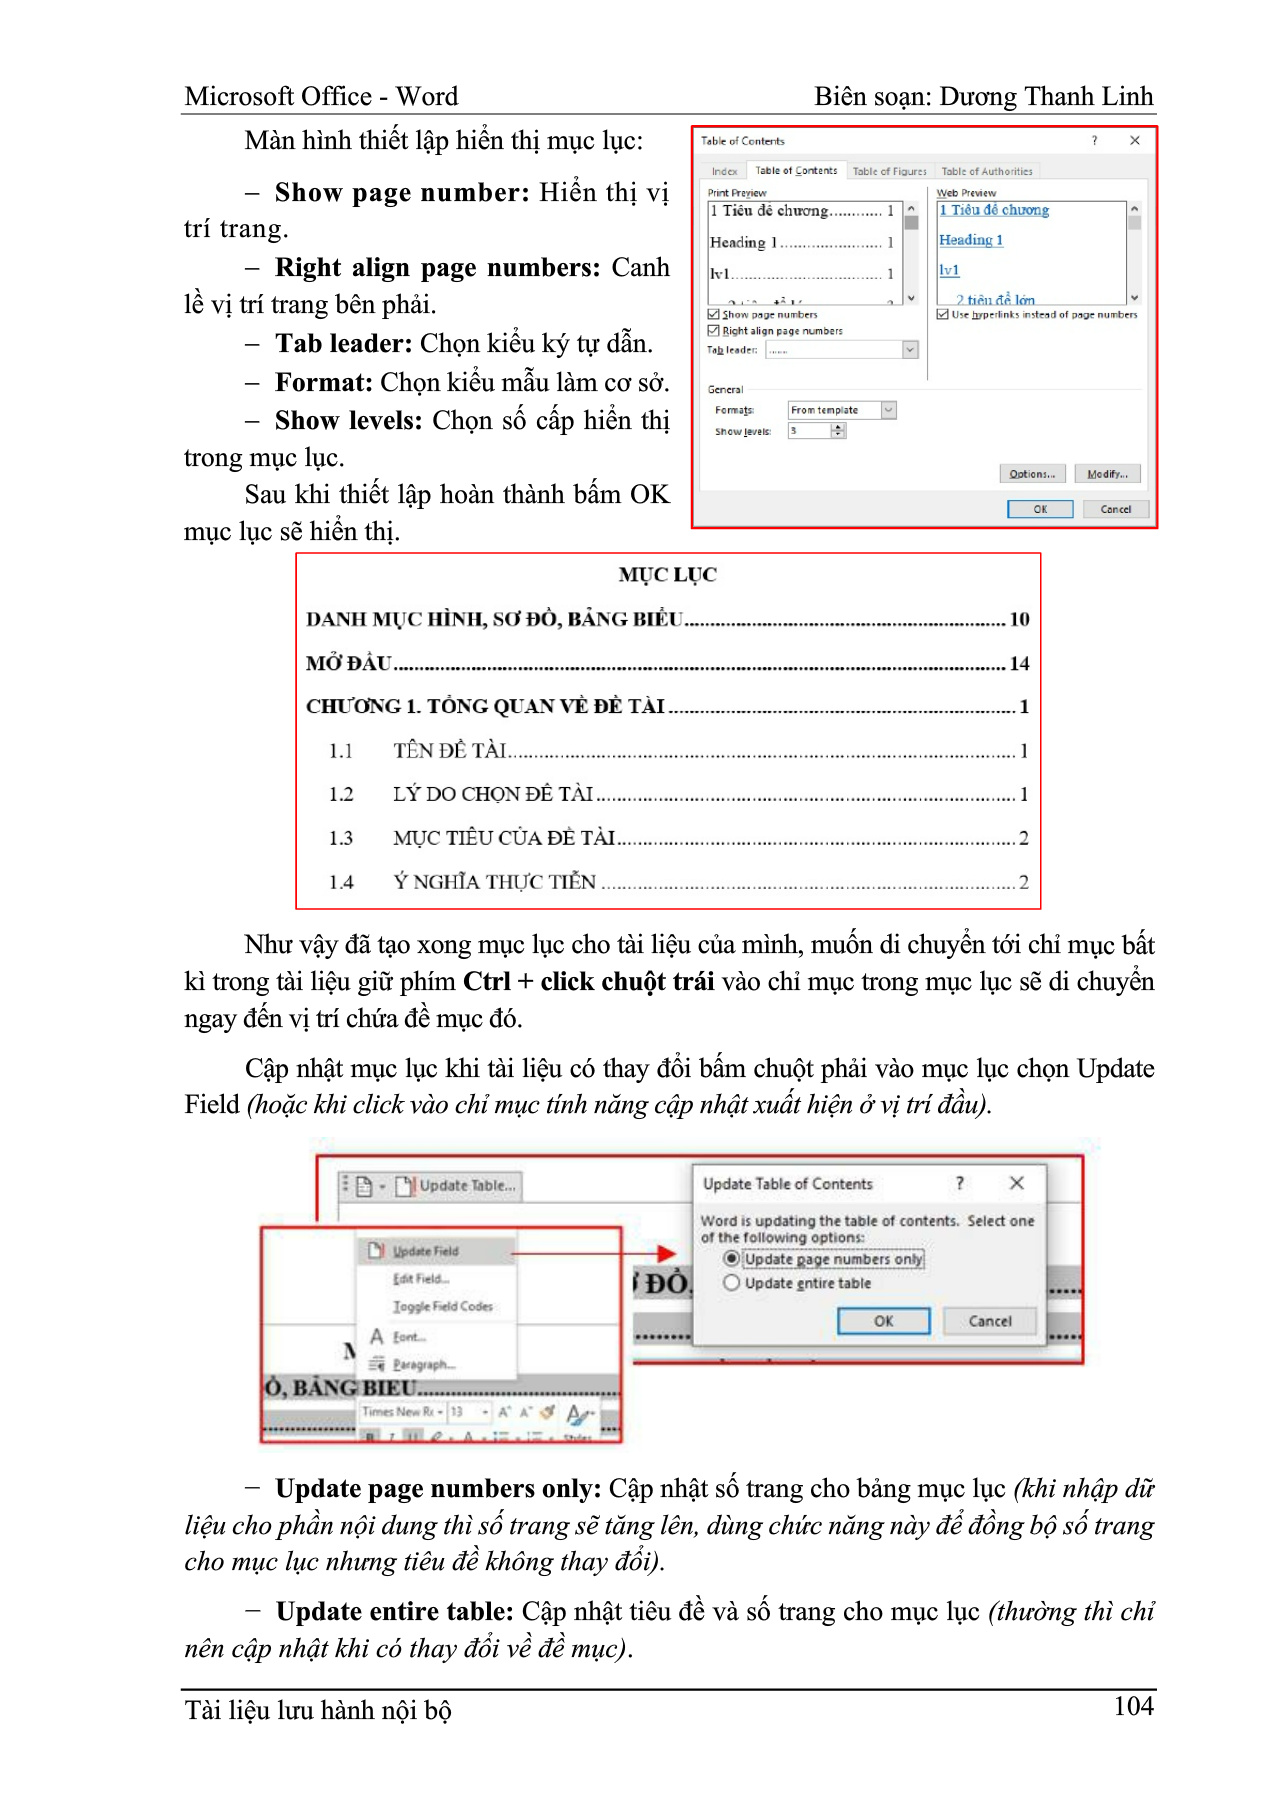 Microsoft Office - Word Biên soạn: Dương Thanh Linh
Màn hình thiết lập hiển thị mục lục:
– Show page number: Hiển thị vị
trí trang.
– Right align page numbers: Canh
lề vị trí trang bên phải.
– Tab leader: Chọn kiểu ký tự dẫn.
– Format: Chọn kiểu mẫu làm cơ sở.
– Show levels: Chọn số cấp hiển thị
trong mục lục.
Sau khi thiết lập hoàn thành bấm OK
mục lục sẽ hiển thị.
Table of Contents ? ×
Index Table of Contents Table of Figures Table of Authorities
Print Preview Web Preview
1 Tiêu đề chương............ 1
Heading 1....................... 1
lv1................................... 1
1 Tiêu đề chương
Heading 1
lv1
2 tiêu đề lớn
Show page numbers
Right align page numbers
Use hyperlinks instead of page numbers
Tab leader: .......
General
Formats: From template
Show levels: 3
Options... Modify...
OK Cancel
MỤC LỤC
DANH MỤC HÌNH, SƠ ĐỒ, BẢNG BIỂU.............................................................. 10
MỞ ĐẦU..................................................................................................................... 14
CHƯƠNG 1. TỔNG QUAN VỀ ĐỀ TÀI.................................................................. 1
1.1 TÊN ĐỀ TÀI................................................................................................. 1
1.2 LÝ DO CHỌN ĐỀ TÀI................................................................................ 1
1.3 MỤC TIÊU CỦA ĐỀ TÀI............................................................................ 2
1.4 Ý NGHĨA THỰC TIỄN ............................................................................... 2
Như vậy đã tạo xong mục lục cho tài liệu của mình, muốn di chuyển tới chỉ mục bất
kì trong tài liệu giữ phím Ctrl + click chuột trái vào chỉ mục trong mục lục sẽ di chuyển
ngay đến vị trí chứa đề mục đó.
Cập nhật mục lục khi tài liệu có thay đổi bấm chuột phải vào mục lục chọn Update
Field (hoặc khi click vào chỉ mục tính năng cập nhật xuất hiện ở vị trí đầu).
Update Table...
Update Field
Edit Field...
Toggle Field Codes
Font...
Paragraph...
Ồ, BẢNG BIỂU
Times New Ro 13
Ơ ĐỒ,
Update Table of Contents ? ×
Word is updating the table of contents. Select one
of the following options:
Update page numbers only
Update entire table
OK Cancel
− Update page numbers only: Cập nhật số trang cho bảng mục lục (khi nhập dữ
liệu cho phần nội dung thì số trang sẽ tăng lên, dùng chức năng này để đồng bộ số trang
cho mục lục nhưng tiêu đề không thay đổi).
− Update entire table: Cập nhật tiêu đề và số trang cho mục lục (thường thì chỉ
nên cập nhật khi có thay đổi về đề mục).
Tài liệu lưu hành nội bộ 104